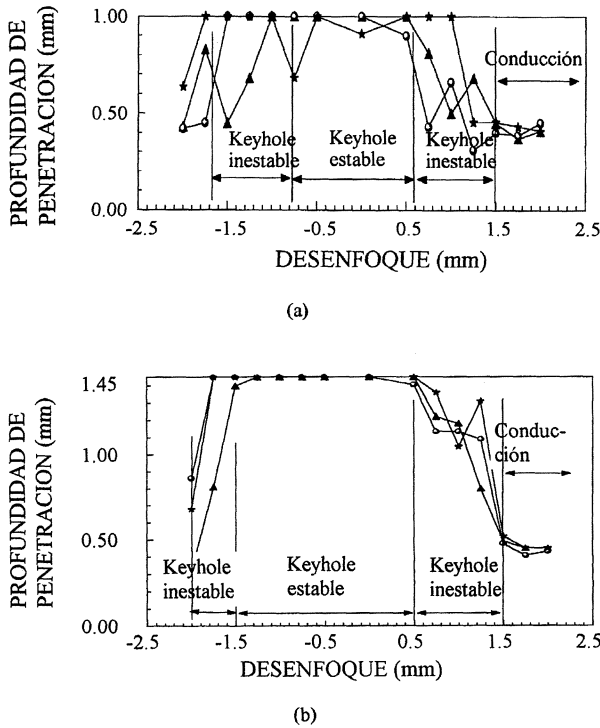 PROFUNDIDAD DE
PENETRACION (mm)
1.00
0.50
0.00
Conducción
Keyhole
inestable
Keyhole
estable
Keyhole
inestable
-2.5
-1.5
-0.5
0.5
1.5
2.5
DESENFOQUE (mm)
(a)
PROFUNDIDAD DE
PENETRACION (mm)
1.45
1.00
0.50
0.00
Conduc-
ción
Keyhole
inestable
Keyhole
estable
Keyhole
inestable
-2.5
-1.5
-0.5
0.5
1.5
2.5
DESENFOQUE (mm)
(b)